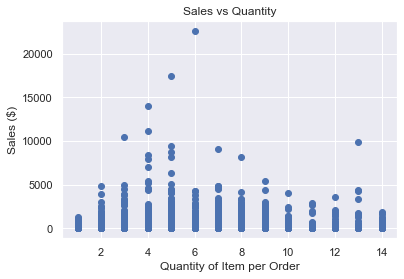 Sales vs Quantity
Sales ($)
20000
15000
10000
5000
0
2 4 6 8 10 12 14
Quantity of Item per Order